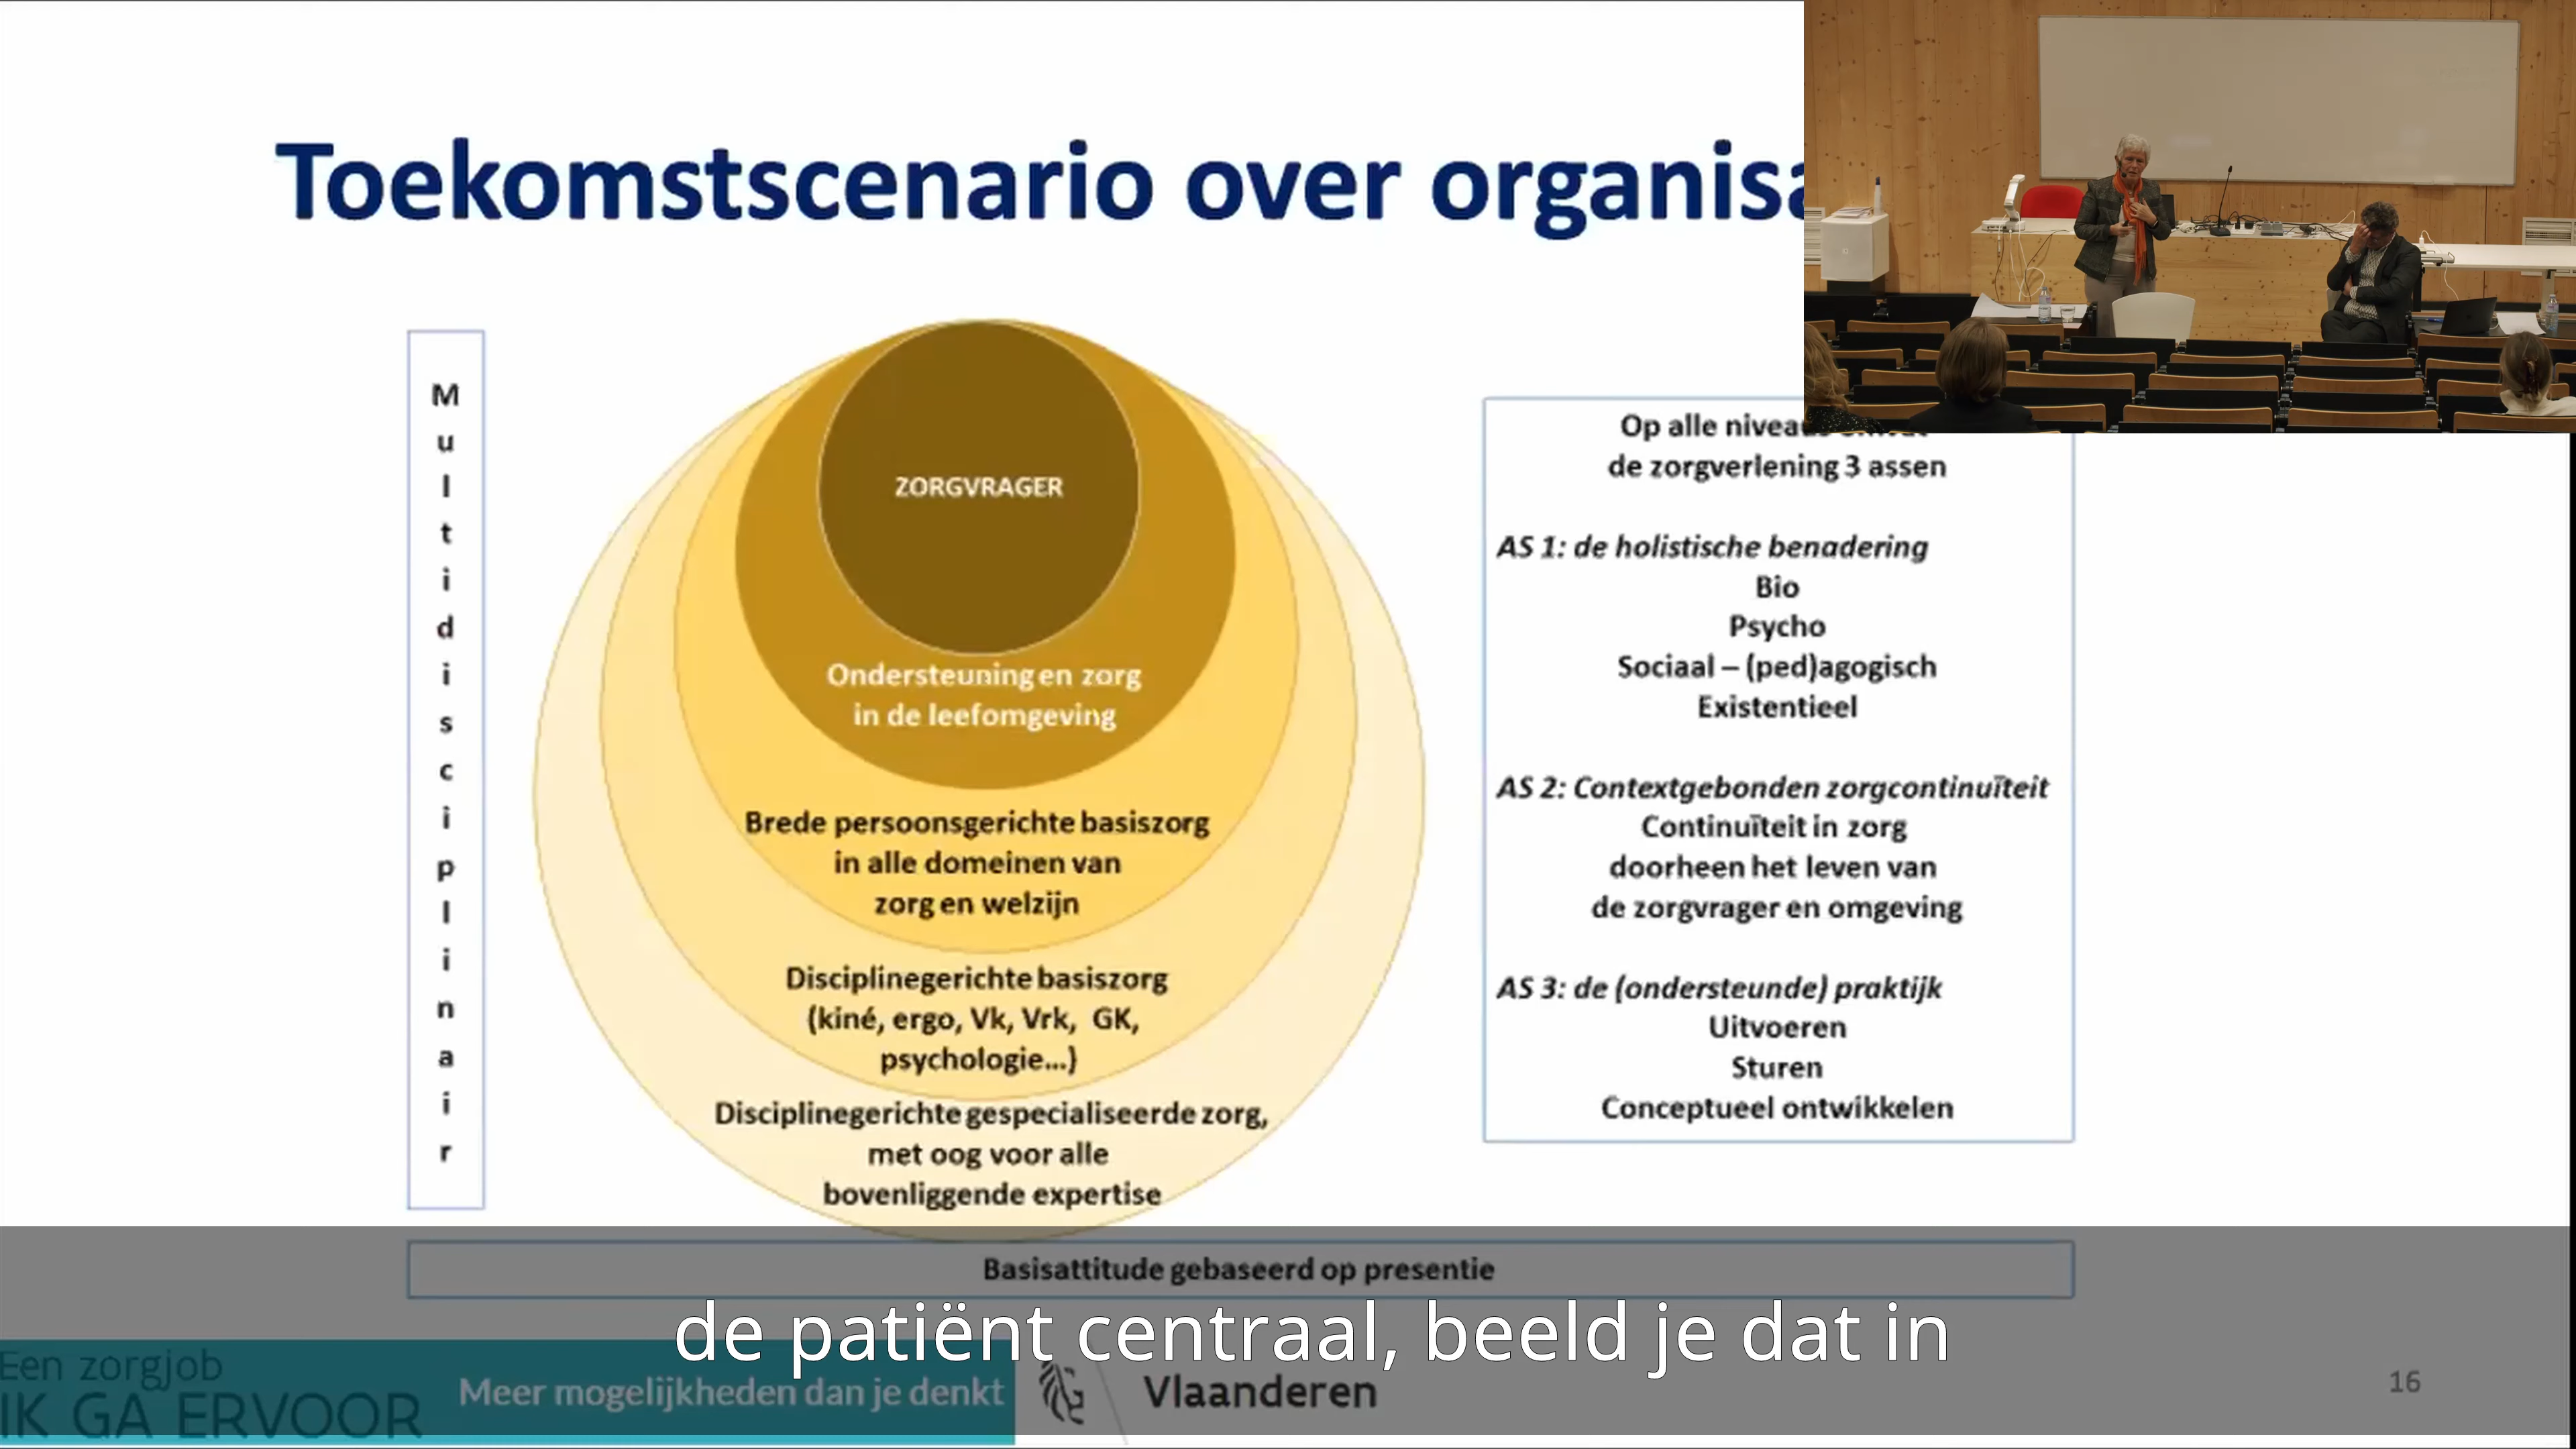 Toekomstscenario over
Multidisciplinair
ZORGVRAGER
Ondersteuning en zorg
in de leefomgeving
Brede persoonsgerichte basiszorg
in alle domeinen van
zorg en welzijn
Disciplinegerichte basiszorg
(kiné, ergo, Vk, Vrk, GK,
psychologie...)
Disciplinegerichte gespecialiseerde zorg,
met oog voor alle
bovenliggende expertise
Op alle
de zorgverlening 3 assen
AS 1: de holistische benadering
Bio
Psycho
Sociaal – (ped)agogisch
Existentieel
AS 2: Contextgebonden zorgcontinuïteit
Continuïteit in zorg
doorheen het leven van
de zorgvrager en omgeving
AS 3: de (ondersteunde) praktijk
Uitvoeren
Sturen
Conceptueel ontwikkelen
Basisattitude gebaseerd op presentie
de patiënt centraal, beeld je dat in
Een zorgjob
IK GA ERVOOR
Meer mogelijkheden dan je denkt
Vlaanderen
16